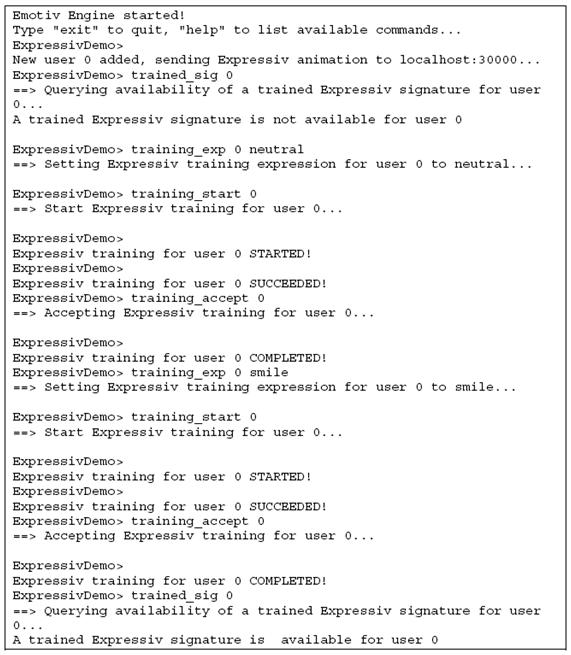 Emotiv Engine started!
Type "exit" to quit, "help" to list available commands...
ExpressivDemo>
New user 0 added, sending Expressiv animation to localhost:30000...
ExpressivDemo> trained_sig 0
==> Querying availability of a trained Expressiv signature for user
0...
A trained Expressiv signature is not available for user 0
ExpressivDemo> training_exp 0 neutral
==> Setting Expressiv training expression for user 0 to neutral...
ExpressivDemo> training_start 0
==> Start Expressiv training for user 0...
ExpressivDemo>
Expressiv training for user 0 STARTED!
ExpressivDemo>
Expressiv training for user 0 SUCCEEDED!
ExpressivDemo> training_accept 0
==> Accepting Expressiv training for user 0...
ExpressivDemo>
Expressiv training for user 0 COMPLETED!
ExpressivDemo> training_exp 0 smile
==> Setting Expressiv training expression for user 0 to smile...
ExpressivDemo> training_start 0
==> Start Expressiv training for user 0...
ExpressivDemo>
Expressiv training for user 0 STARTED!
ExpressivDemo>
Expressiv training for user 0 SUCCEEDED!
ExpressivDemo> training_accept 0
==> Accepting Expressiv training for user 0...
ExpressivDemo>
Expressiv training for user 0 COMPLETED!
ExpressivDemo> trained_sig 0
==> Querying availability of a trained Expressiv signature for user
0...
A trained Expressiv signature is  available for user 0